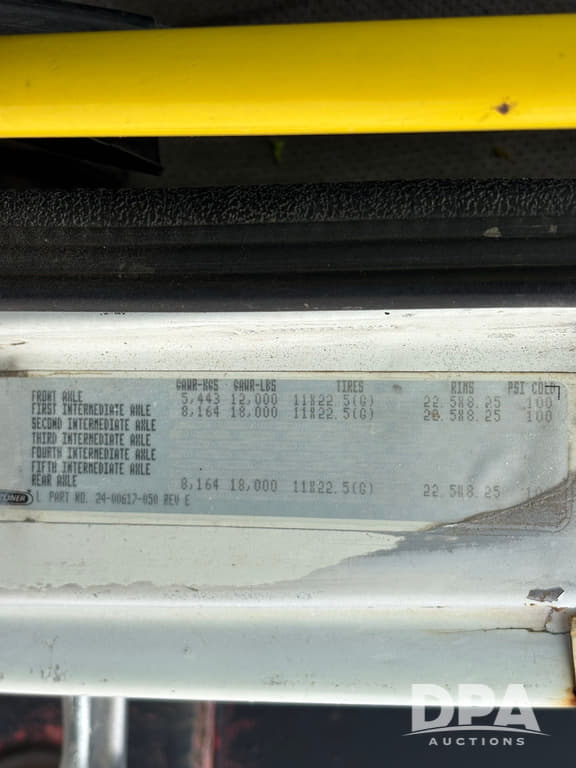 GAWR-KGS GAWR-LBS TIRES RIMS PSI COLD
FRONT AXLE 5,443 12,000 11X22.5(G) 22.5X8.25 100
FIRST INTERMEDIATE AXLE 8,164 18,000 11X22.5(G) 22.5X8.25 100
SECOND INTERMEDIATE AXLE
THIRD INTERMEDIATE AXLE
FOURTH INTERMEDIATE AXLE
FIFTH INTERMEDIATE AXLE
REAR AXLE 8,164 18,000 11X22.5(G) 22.5X8.25
L PART NO. 24-00617-050 REV E
DPA
AUCTIONS